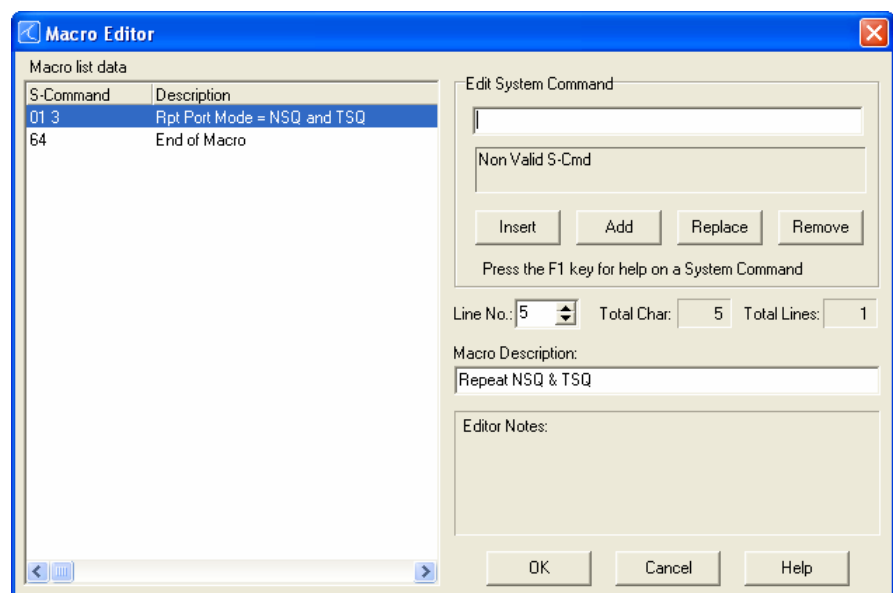 Macro Editor
Macro list data
S-Command Description
01 3 Rpt Port Mode = NSQ and TSQ
64 End of Macro
Edit System Command
Non Valid S-Cmd
Insert Add Replace Remove
Press the F1 key for help on a System Command
Line No.: 5 Total Char: 5 Total Lines: 1
Macro Description:
Repeat NSQ & TSQ
Editor Notes:
OK Cancel Help